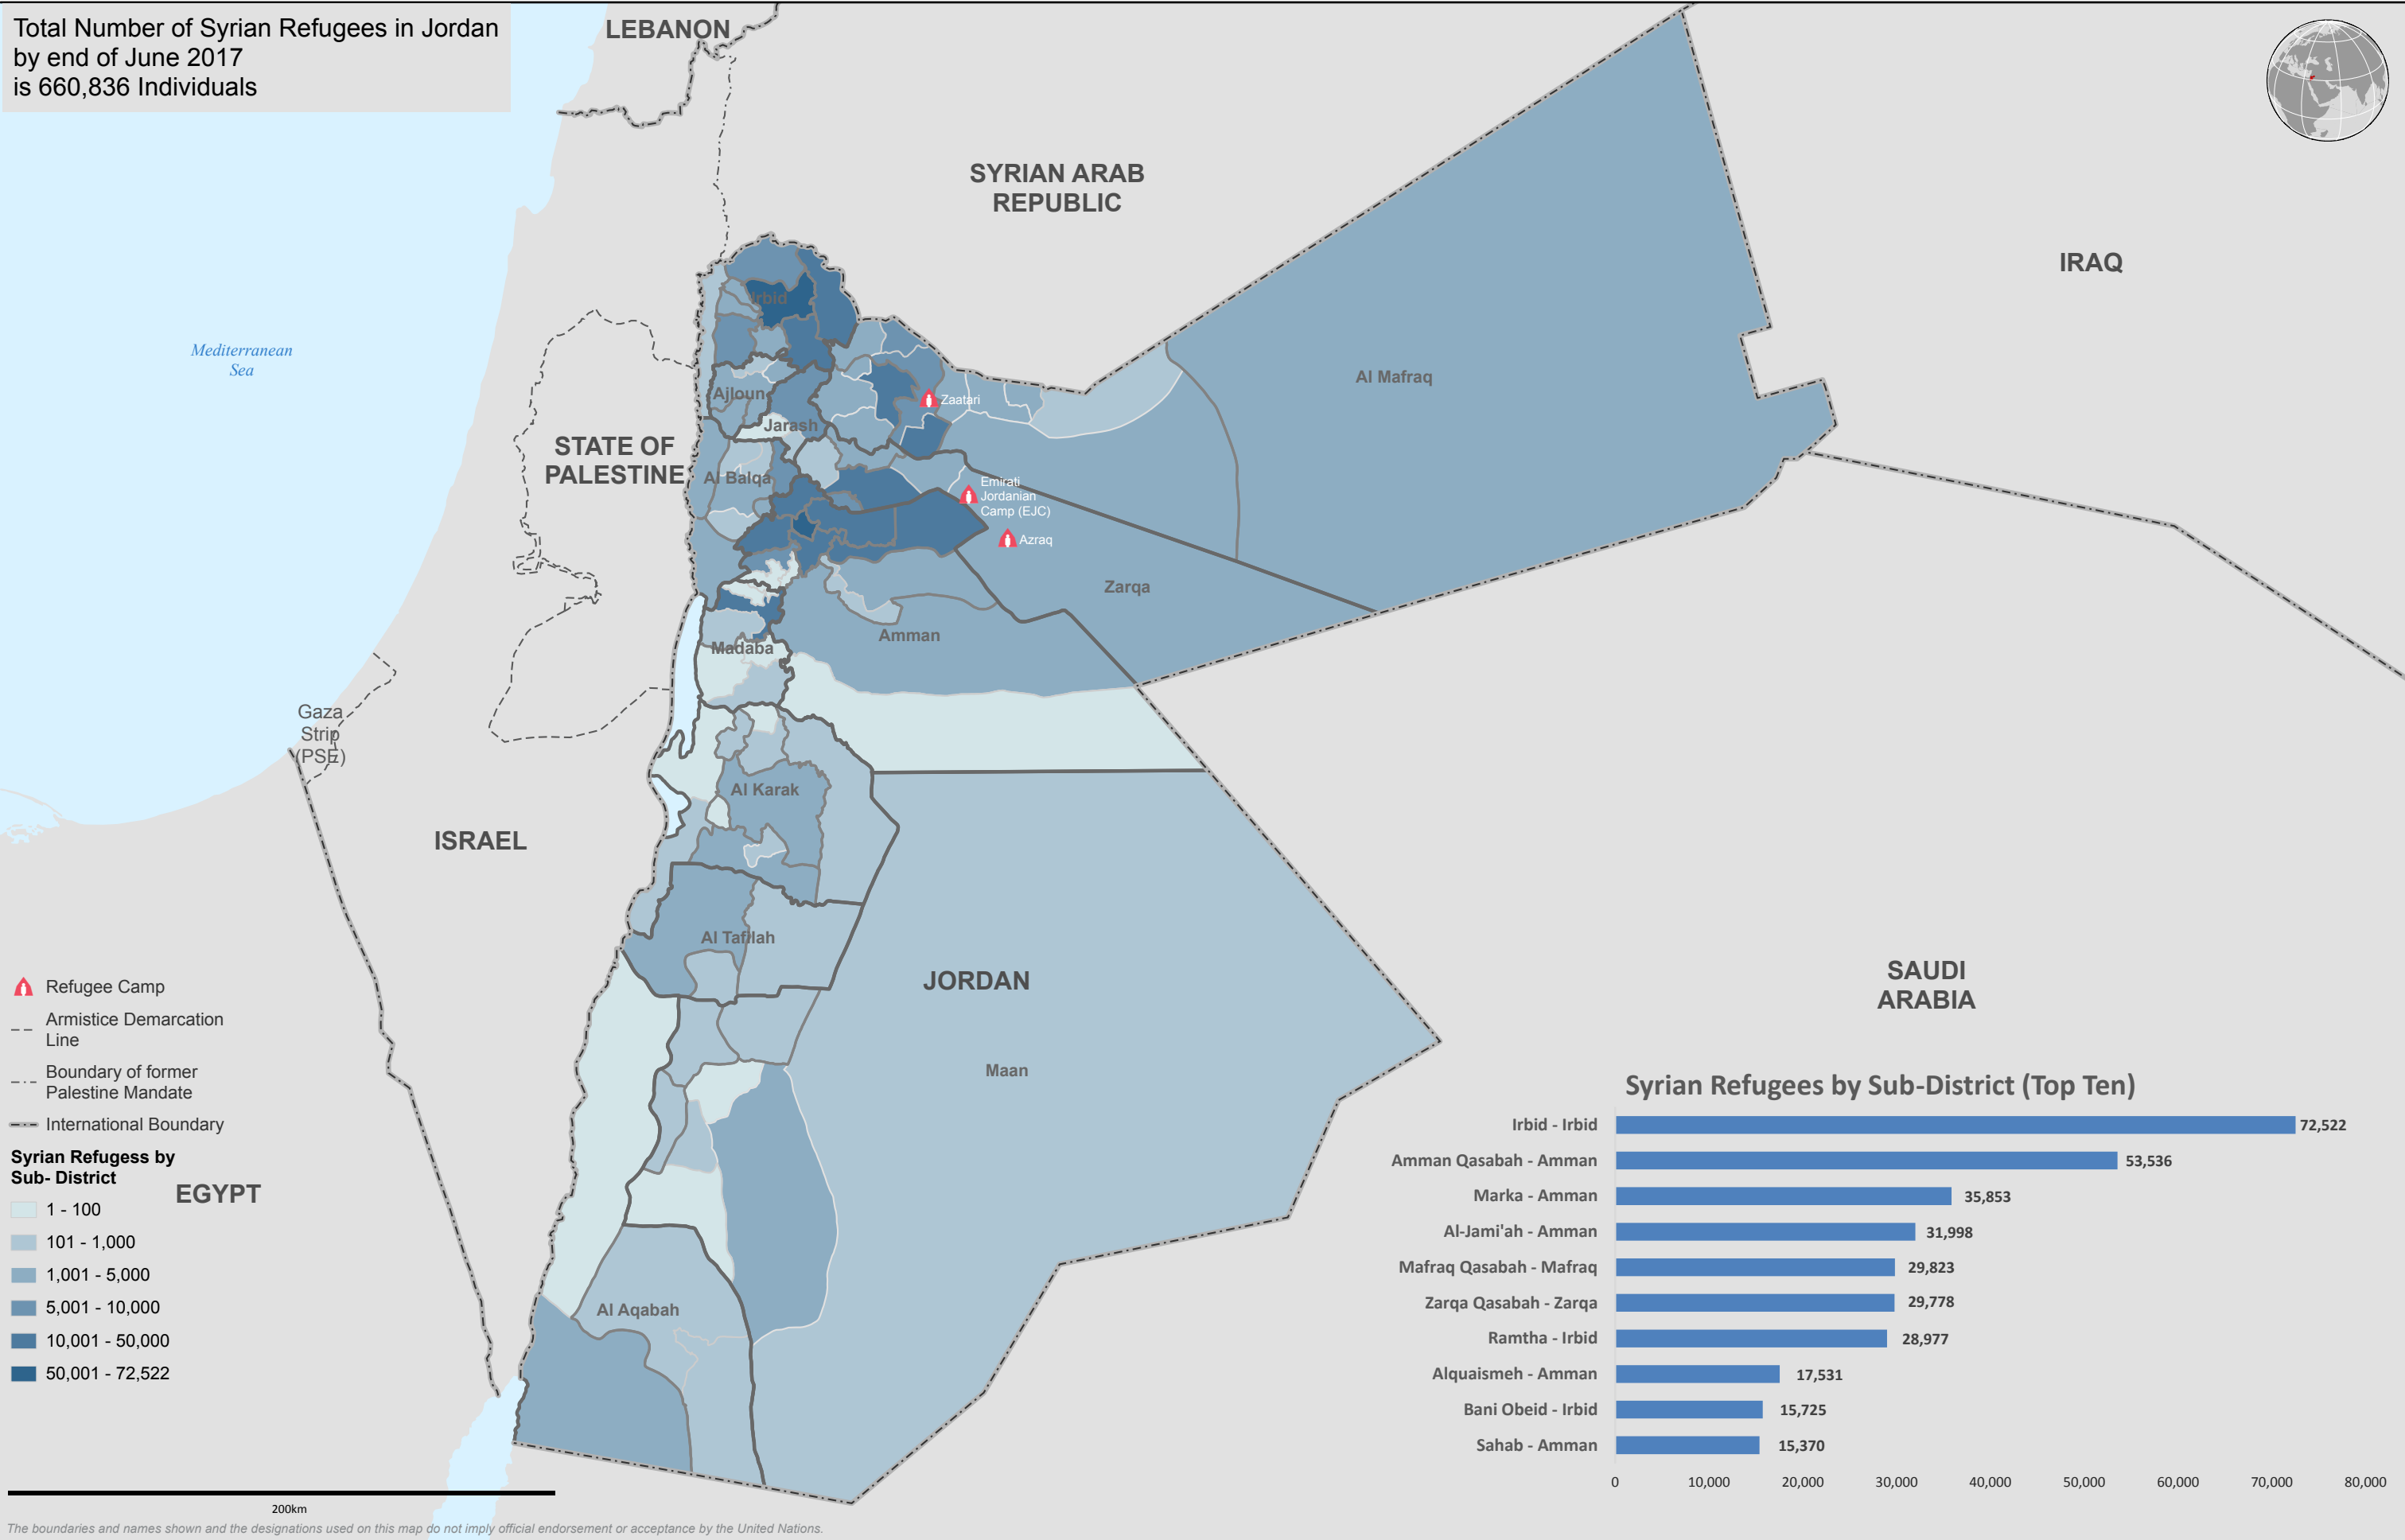 Total Number of Syrian Refugees in Jordan
by end of June 2017
is 660,836 Individuals
LEBANON
SYRIAN ARAB
REPUBLIC
IRAQ
Mediterranean
Sea
Irbid
Al Mafraq
Ajloun
Zaatari
Jarash
STATE OF
PALESTINE
Al Balqa
Emirati
Jordanian
Camp (EJC)
Azraq
Zarqa
Amman
Madaba
Gaza
Strip
(PSE)
Al Karak
ISRAEL
Al Tafilah
JORDAN
SAUDI
ARABIA
Maan
Al Aqabah
EGYPT
Refugee Camp
Armistice Demarcation
Line
Boundary of former
Palestine Mandate
International Boundary
Syrian Refugess by
Sub- District
1 - 100
101 - 1,000
1,001 - 5,000
5,001 - 10,000
10,001 - 50,000
50,001 - 72,522
Syrian Refugees by Sub-District (Top Ten)
Irbid - Irbid 72,522
Amman Qasabah - Amman 53,536
Marka - Amman 35,853
Al-Jami'ah - Amman 31,998
Mafraq Qasabah - Mafraq 29,823
Zarqa Qasabah - Zarqa 29,778
Ramtha - Irbid 28,977
Alquaismeh - Amman 17,531
Bani Obeid - Irbid 15,725
Sahab - Amman 15,370
0 10,000 20,000 30,000 40,000 50,000 60,000 70,000 80,000
200km
The boundaries and names shown and the designations used on this map do not imply official endorsement or acceptance by the United Nations.